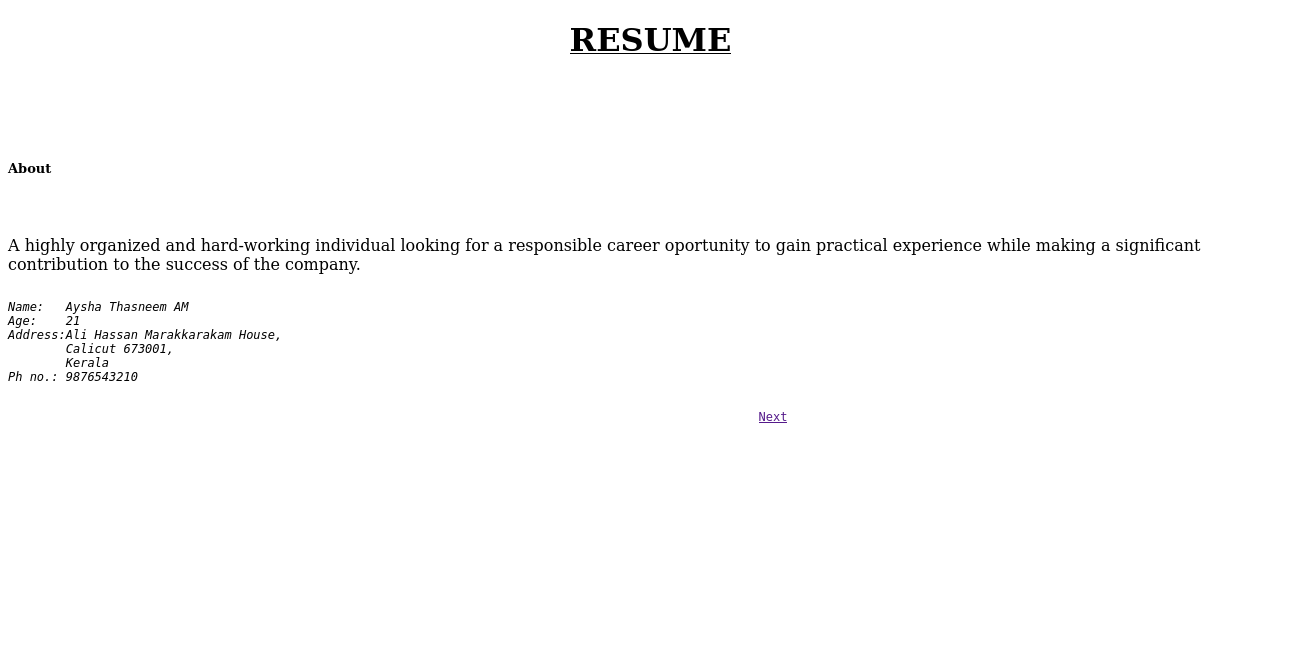 RESUME
About
A highly organized and hard-working individual looking for a responsible career oportunity to gain practical experience while making a significant
contribution to the success of the company.
Name:   Aysha Thasneem AM
Age:    21
Address:Ali Hassan Marakkarakam House,
        Calicut 673001,
        Kerala
Ph no.: 9876543210
Next